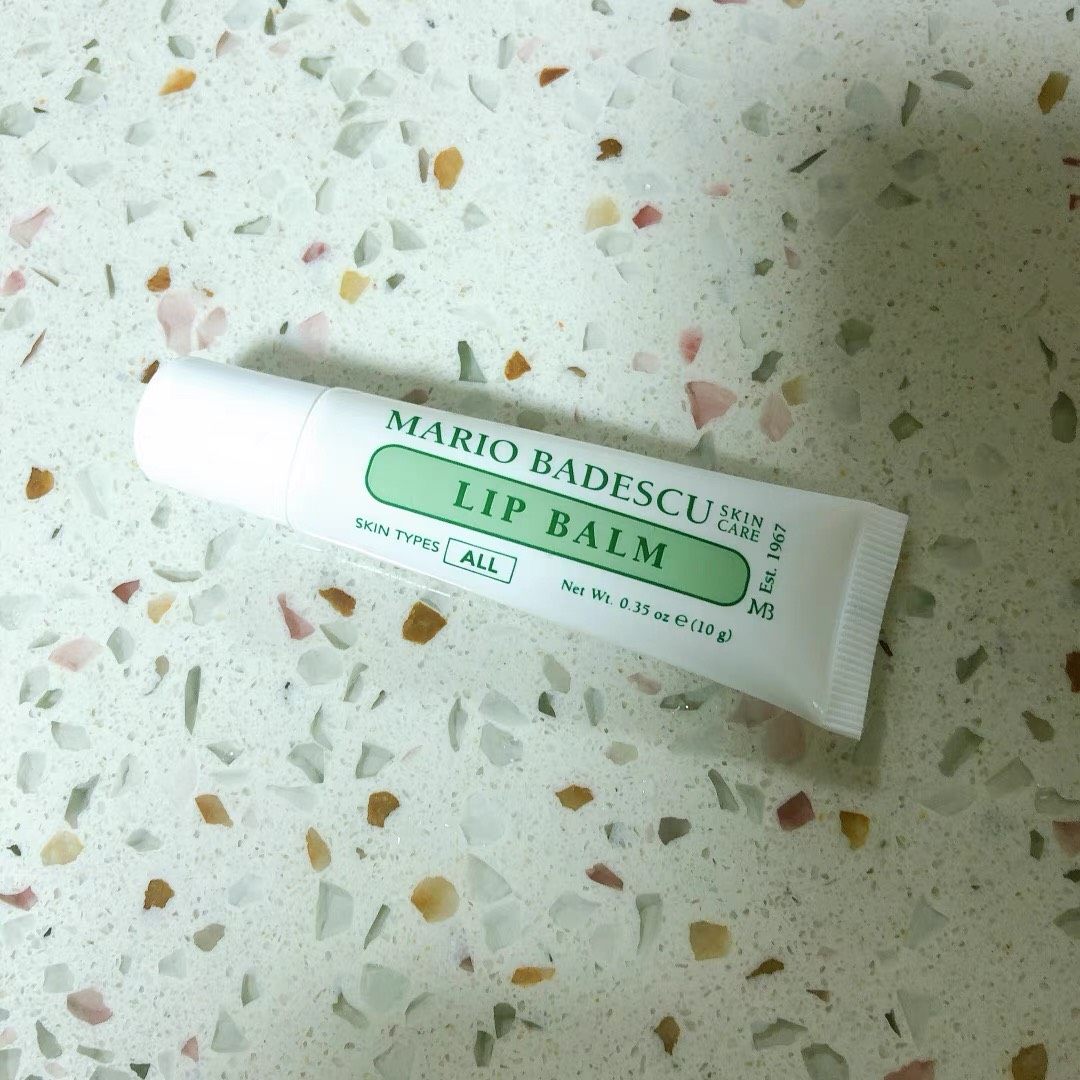 MARIO BADESCU SKIN
CARE
LIP BALM
SKIN TYPES ALL
Net Wt. 0.35 oz ℮ (10 g)
MB Est. 1967